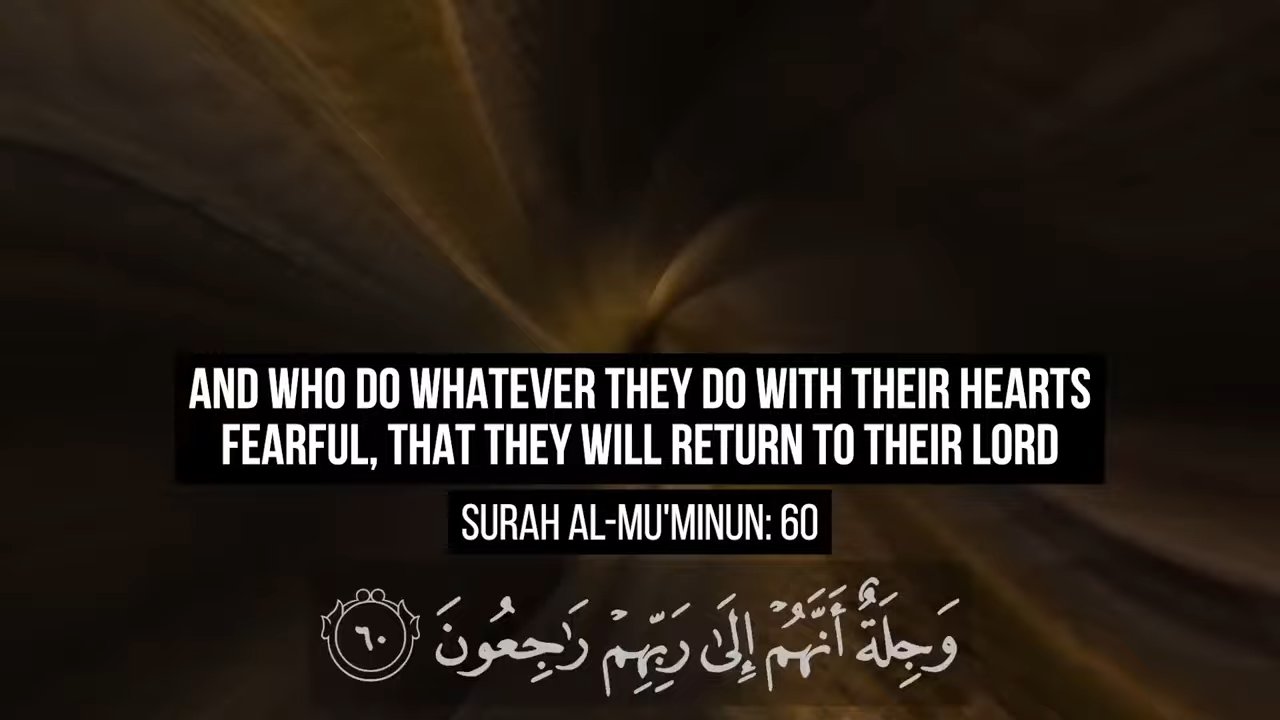 AND WHO DO WHATEVER THEY DO WITH THEIR HEARTS
FEARFUL, THAT THEY WILL RETURN TO THEIR LORD
SURAH AL-MU'MINUN: 60
وَجِلَةٌ أَنَّهُمْ إِلَىٰ رَبِّهِمْ رَٰجِعُونَ ٦٠